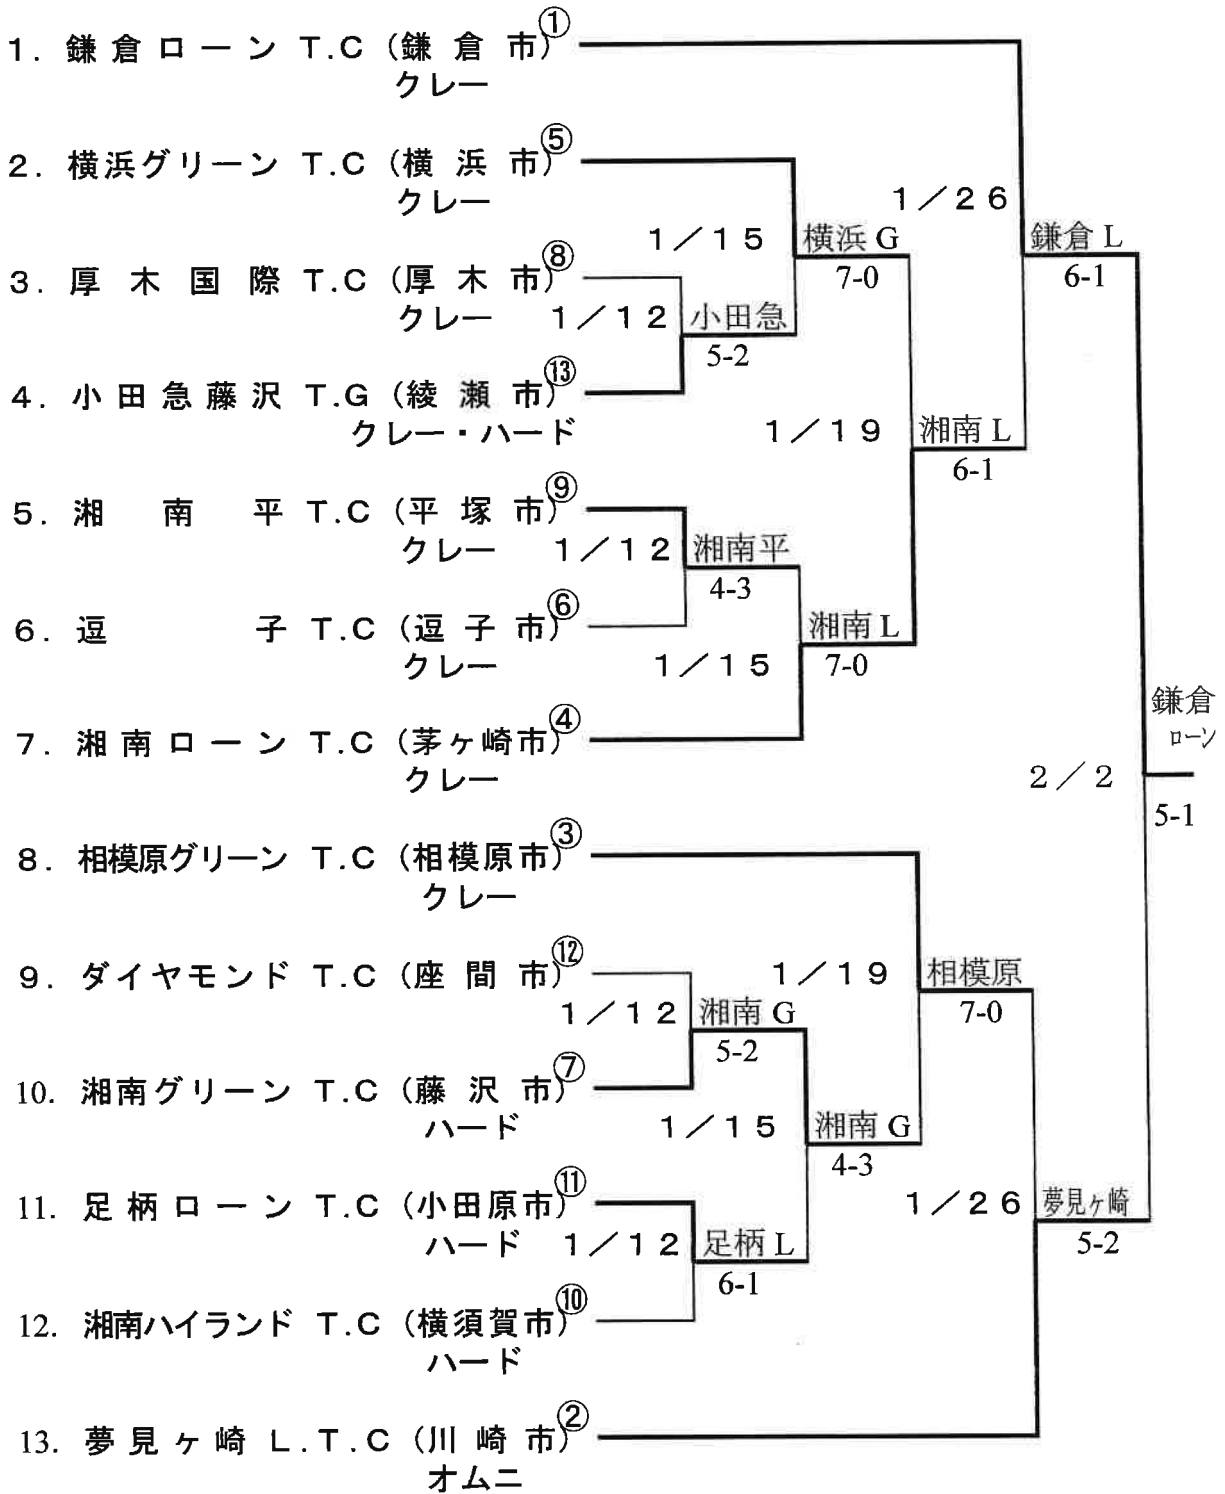 ①
1. 鎌倉ローン T.C (鎌倉市)
クレー
⑤
2. 横浜グリーン T.C (横浜市)
クレー
1/26
1/15
横浜 G
鎌倉 L
7-0
6-1
⑧
3. 厚木国際 T.C (厚木市)
クレー
1/12
小田急
5-2
⑬
4. 小田急藤沢 T.G (綾瀬市)
クレー・ハード
1/19
湘南 L
6-1
⑨
5. 湘南平 T.C (平塚市)
クレー
1/12
湘南平
4-3
⑥
6. 逗子 T.C (逗子市)
クレー
1/15
湘南 L
7-0
④
7. 湘南ローン T.C (茅ヶ崎市)
クレー
鎌倉
ローン
2/2
5-1
③
8. 相模原グリーン T.C (相模原市)
クレー
⑫
9. ダイヤモンド T.C (座間市)
1/19
相模原
7-0
1/12
湘南 G
5-2
⑦
10. 湘南グリーン T.C (藤沢市)
ハード
1/15
湘南 G
4-3
⑪
11. 足柄ローン T.C (小田原市)
ハード
1/12
足柄 L
6-1
1/26
夢見ヶ崎
5-2
⑩
12. 湘南ハイランド T.C (横須賀市)
ハード
②
13. 夢見ヶ崎 L.T.C (川崎市)
オムニ